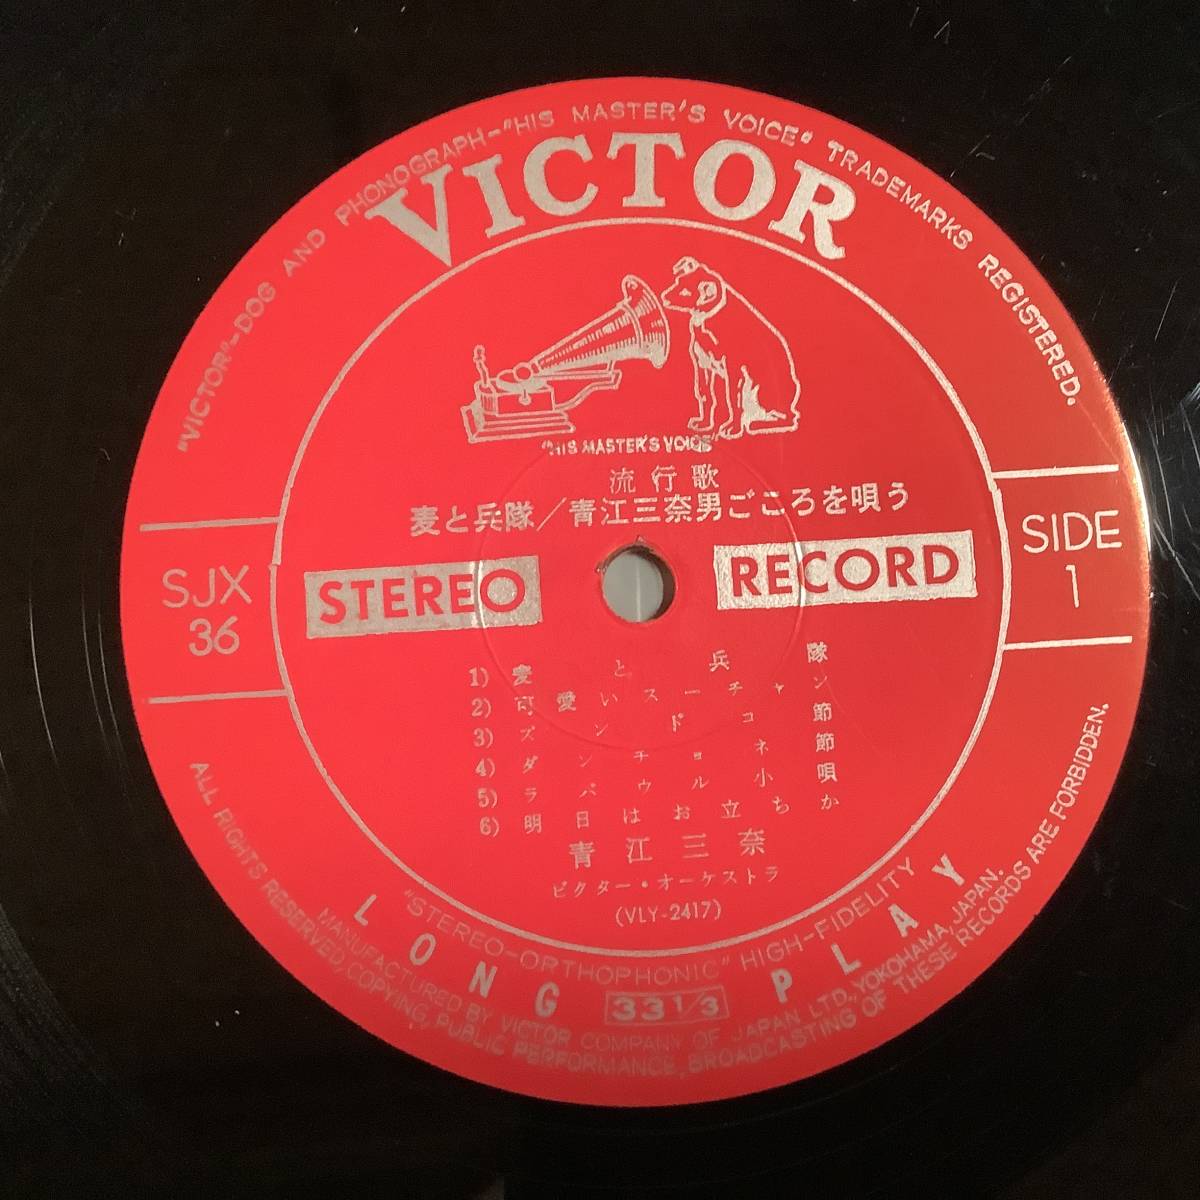 "VICTOR"-DOG AND PHONOGRAPH-"HIS MASTER'S VOICE" TRADEMARKS REGISTERED.
VICTOR
"HIS MASTER'S VOICE"
流行歌
麦と兵隊/青江三奈男ごころを唄う
STEREO RECORD
SJX
36
SIDE
1
1) 麦と兵隊
2) 可愛いスーチャン
3) ズンドコ節
4) ダンチョネ節
5) ラバウル小唄
6) 明日はお立ちか
青江三奈
ビクター・オーケストラ
(VLY-2417)
"STEREO-ORTHOPHONIC" HIGH-FIDELITY
LONG 33 1/3 PLAY
MANUFACTURED BY VICTOR COMPANY OF JAPAN LTD., YOKOHAMA, JAPAN.
ALL RIGHTS RESERVED, COPYING, PUBLIC PERFORMANCE, BROADCASTING OF THESE RECORDS ARE FORBIDDEN.